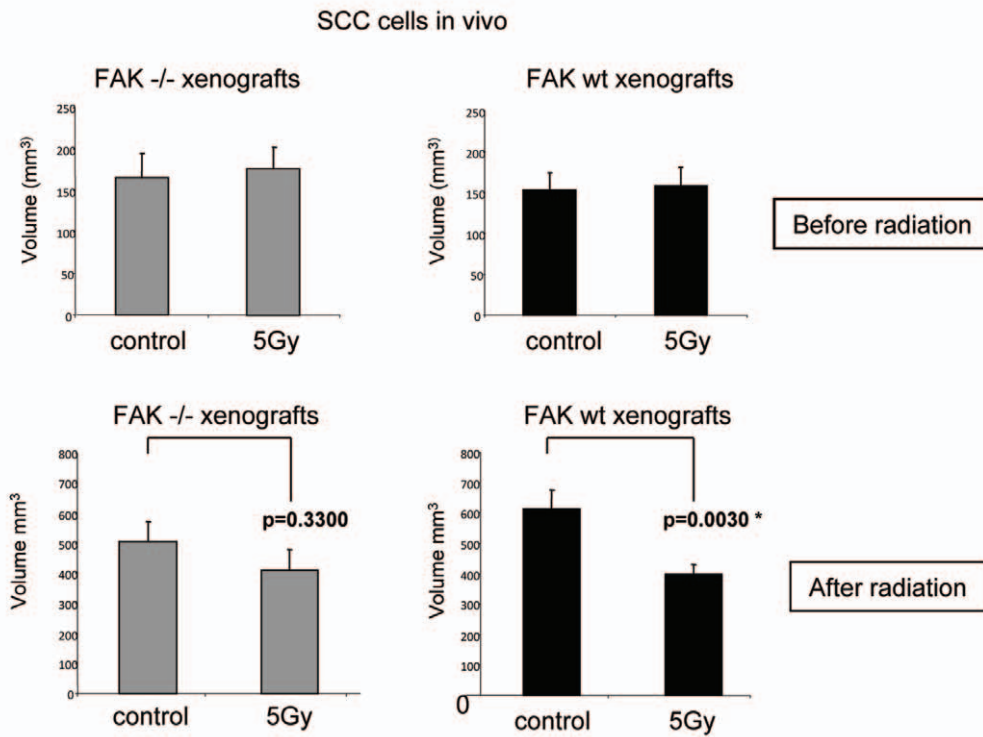 SCC cells in vivo
FAK -/- xenografts
FAK wt xenografts
Volume (mm³)
250
200
150
100
50
0
control
5Gy
Volume (mm³)
250
200
150
100
50
0
control
5Gy
Before radiation
FAK -/- xenografts
FAK wt xenografts
Volume mm³
800
700
600
500
400
300
200
100
0
p=0.3300
control
5Gy
Volume mm³
800
700
600
500
400
300
200
100
0
p=0.0030 *
control
5Gy
After radiation